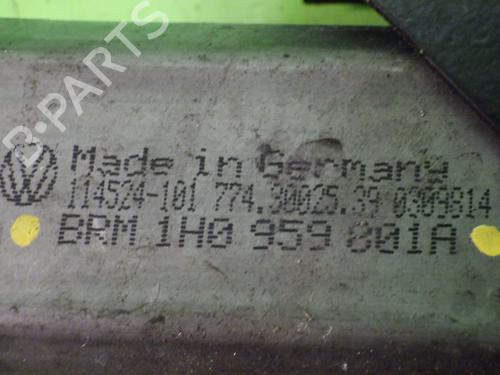 B-PARTS
Made in Germany
114524-101 774.30025.39 0309814
BRM 1H0 959 801A